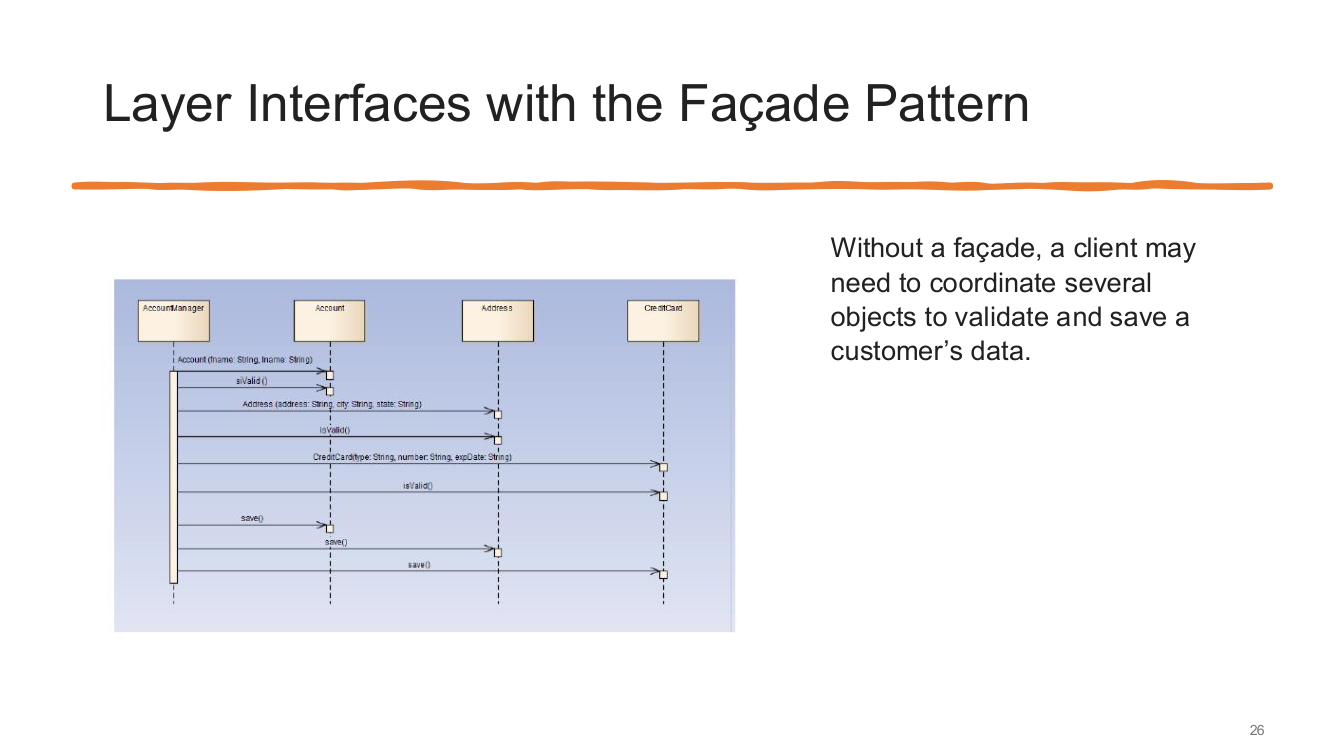 Layer Interfaces with the Façade Pattern
AccountManager
Account
Address
CreditCard
Account (fname: String, lname: String)
siValid ()
Address (address: String, city: String, state: String)
isValid()
CreditCard(type: String, number: String, expDate: String)
isValid()
save()
save()
save()
Without a façade, a client may
need to coordinate several
objects to validate and save a
customer’s data.
26